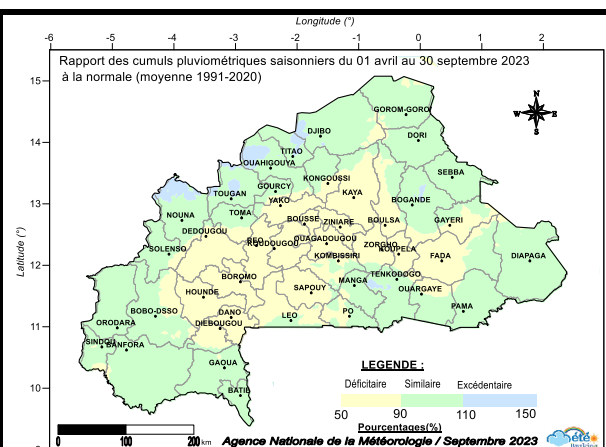 Longitude (°)
-6 -5 -4 -3 -2 -1 0 1 2
Rapport des cumuls pluviométriques saisonniers du 01 avril au 30 septembre 2023
à la normale (moyenne 1991-2020)
15
GOROM-GOROM
N
W E
S
DJIBO
DORI
14
TITAO
OUAHIGOUYA
SEBBA
KONGOUSSI
GOURCY
KAYA
TOUGAN
YAKO
BOGANDE
13
TOMA
NOUNA
BOUSSE
ZINIARE
BOULSA
GAYERI
DEDOUGOU
REO
KOUDOUGOU
OUAGADOUGOU
ZORGHO
KOUPELA
SOLENSO
KOMBISSIRI
FADA
DIAPAGA
Latitude (°)
12
BOROMO
TENKODOGO
MANGA
HOUNDE
SAPOUY
OUARGAYE
BOBO-DSSO
DANO
LEO
PO
PAMA
ORODARA
DIEBOUGOU
11
SINDOU
BANFORA
GAOUA
LEGENDE :
Déficitaire Similaire Excédentaire
10
BATIE
50 90 110 150
Pourcentages(%)
0 100 200 km
Agence Nationale de la Météorologie / Septembre 2023
été